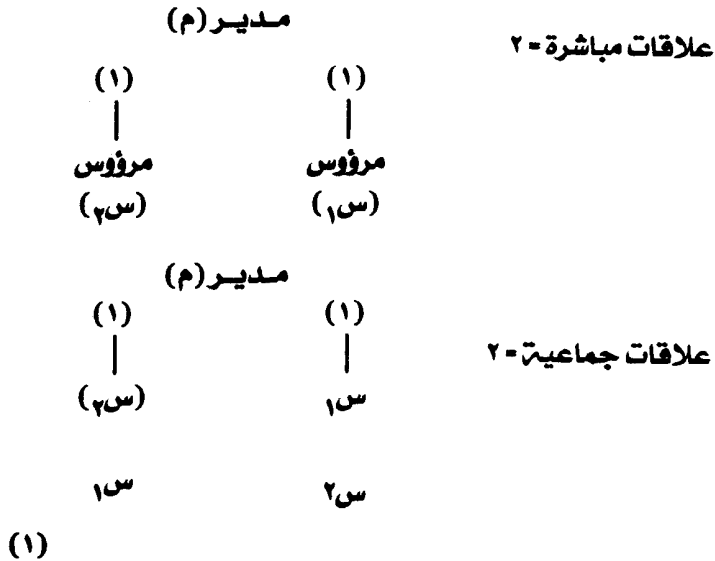 مدير (م)
علاقات مباشرة = ٢
(١) (١)
مرؤوس مرؤوس
(س١) (س٢)
مدير (م)
(١) (١)
علاقات جماعية = ٢
س١ (س٢)
س٢ س١
(١)